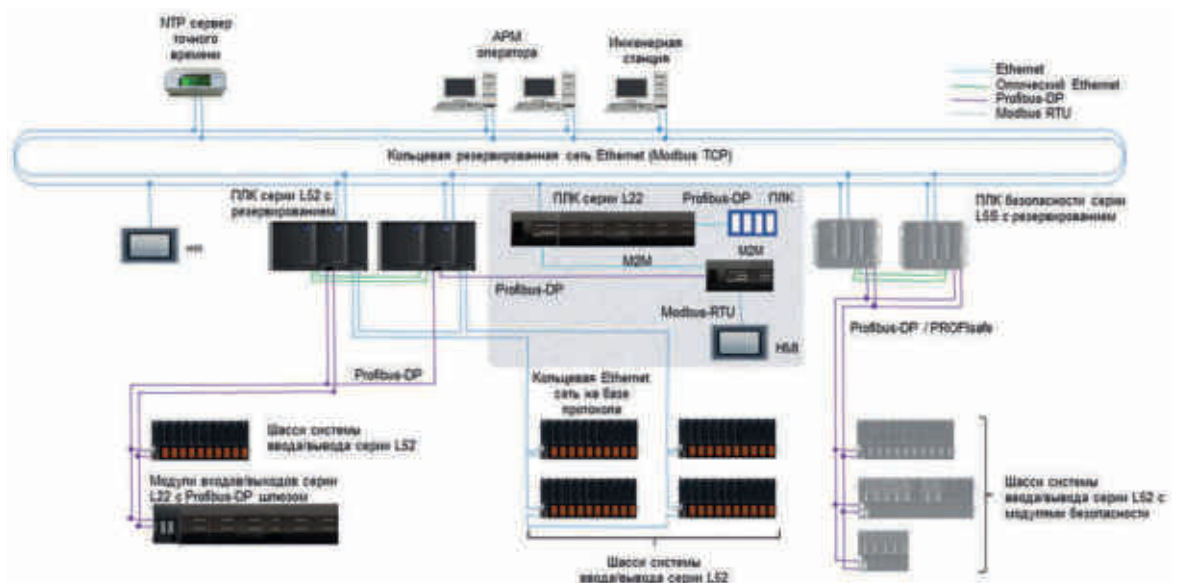 NTP сервер
точного
времени
АРМ
оператора
Инженерная
станция
Ethernet
Оптический Ethernet
Profibus-DP
Modbus RTU
Кольцевая резервированная сеть Ethernet (Modbus TCP)
ПЛК серии L52 с
резервированием
ПЛК серии L22
Profibus-DP
ПЛК
ПЛК безопасности серии
L55 с резервированием
HMI
M2M
M2M
Profibus-DP
Modbus-RTU
HMI
Profibus-DP / PROFIsafe
Profibus-DP
Кольцевая Ethernet
сеть на базе
протокола
Шасси системы
ввода/вывода серии L52
Модули входов/выходов серии
L22 с Profibus-DP шлюзом
Шасси системы
ввода/вывода серии L52 с
модулями безопасности
Шасси системы
ввода/вывода серии L52